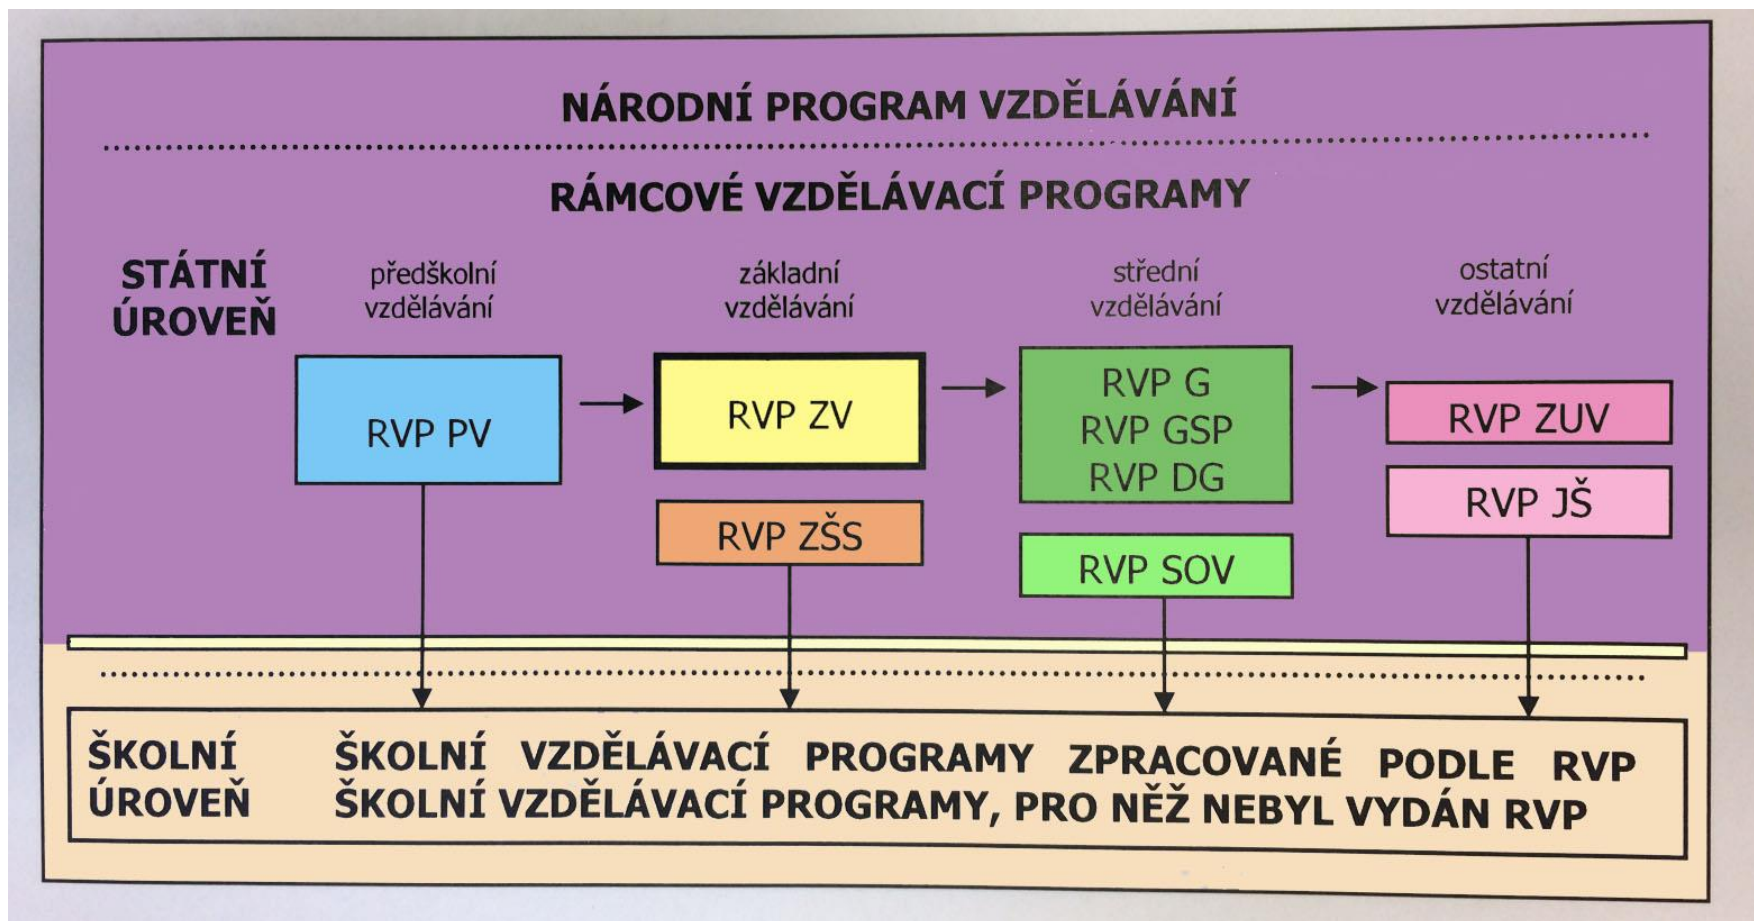 NÁRODNÍ PROGRAM VZDĚLÁVÁNÍ
RÁMCOVÉ VZDĚLÁVACÍ PROGRAMY
STÁTNÍ
ÚROVEŇ
předškolní
vzdělávání
základní
vzdělávání
střední
vzdělávání
ostatní
vzdělávání
RVP PV
RVP ZV
RVP ZŠS
RVP G
RVP GSP
RVP DG
RVP SOV
RVP ZUV
RVP JŠ
ŠKOLNÍ
ÚROVEŇ
ŠKOLNÍ VZDĚLÁVACÍ PROGRAMY ZPRACOVANÉ PODLE RVP
ŠKOLNÍ VZDĚLÁVACÍ PROGRAMY, PRO NĚŽ NEBYL VYDÁN RVP